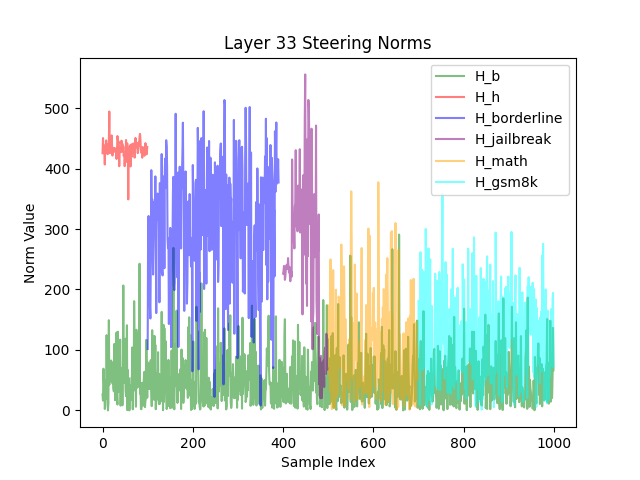 Layer 33 Steering Norms
H_b
H_h
H_borderline
H_jailbreak
H_math
H_gsm8k
Norm Value
500
400
300
200
100
0
0 200 400 600 800 1000
Sample Index